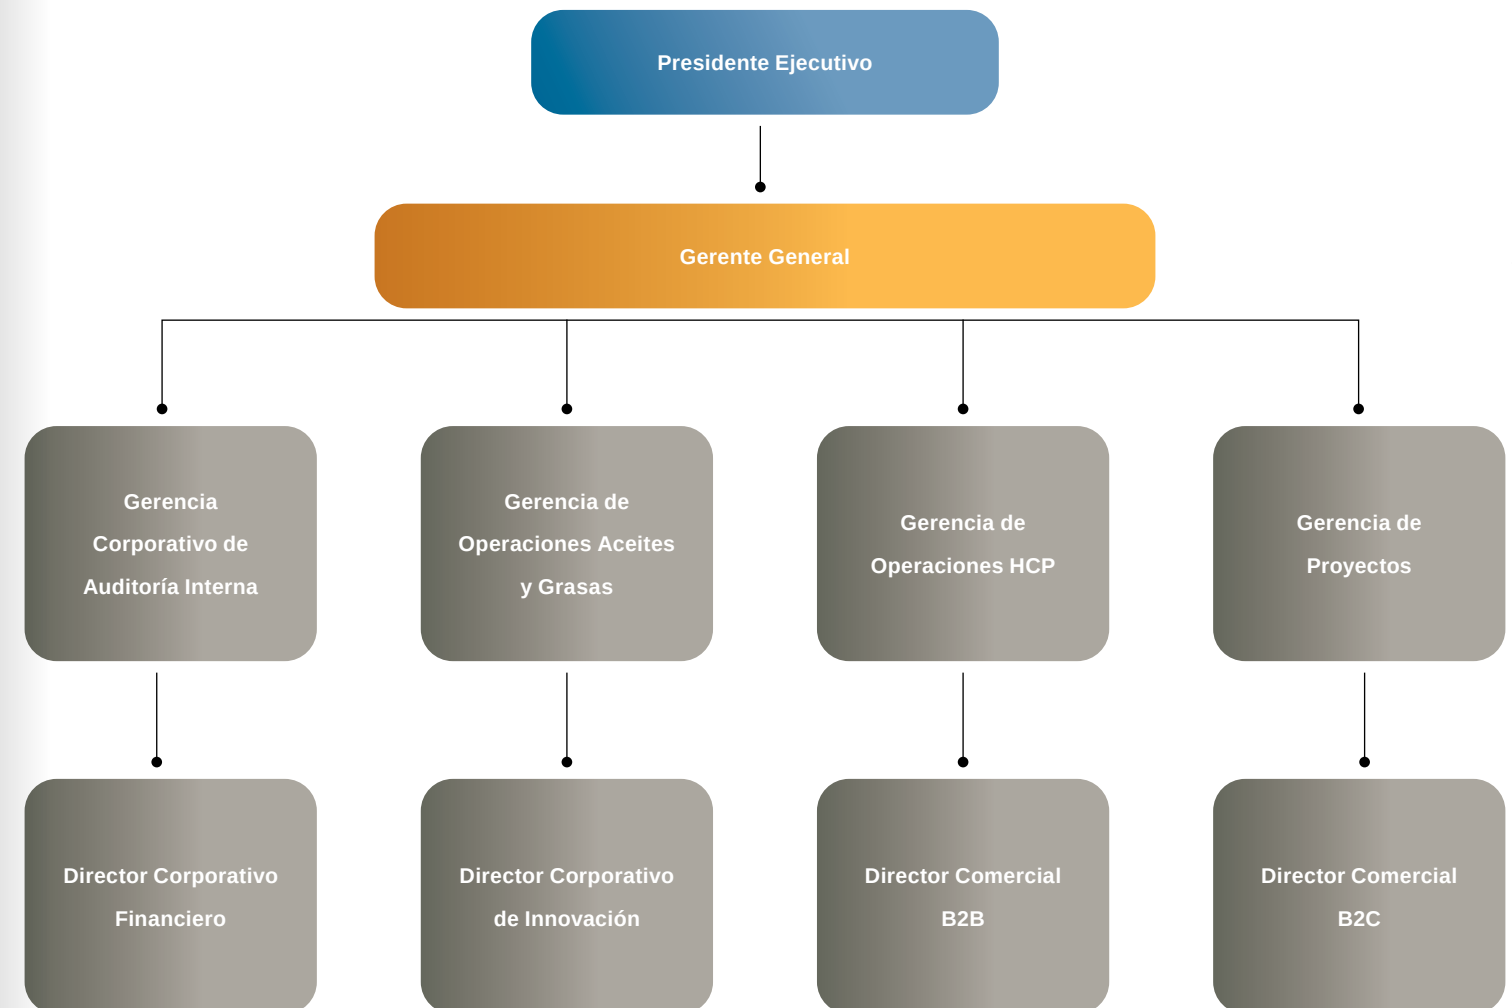 Presidente Ejecutivo
Gerente General
Gerencia
Corporativo de
Auditoría Interna
Gerencia de
Operaciones Aceites
y Grasas
Gerencia de
Operaciones HCP
Gerencia de
Proyectos
Director Corporativo
Financiero
Director Corporativo
de Innovación
Director Comercial
B2B
Director Comercial
B2C